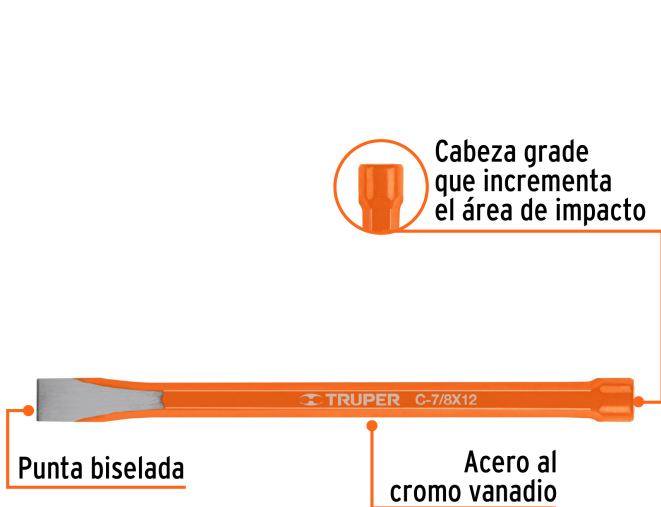 Cabeza grade
que incrementa
el área de impacto
TRUPER C-7/8X12
Punta biselada
Acero al
cromo vanadio